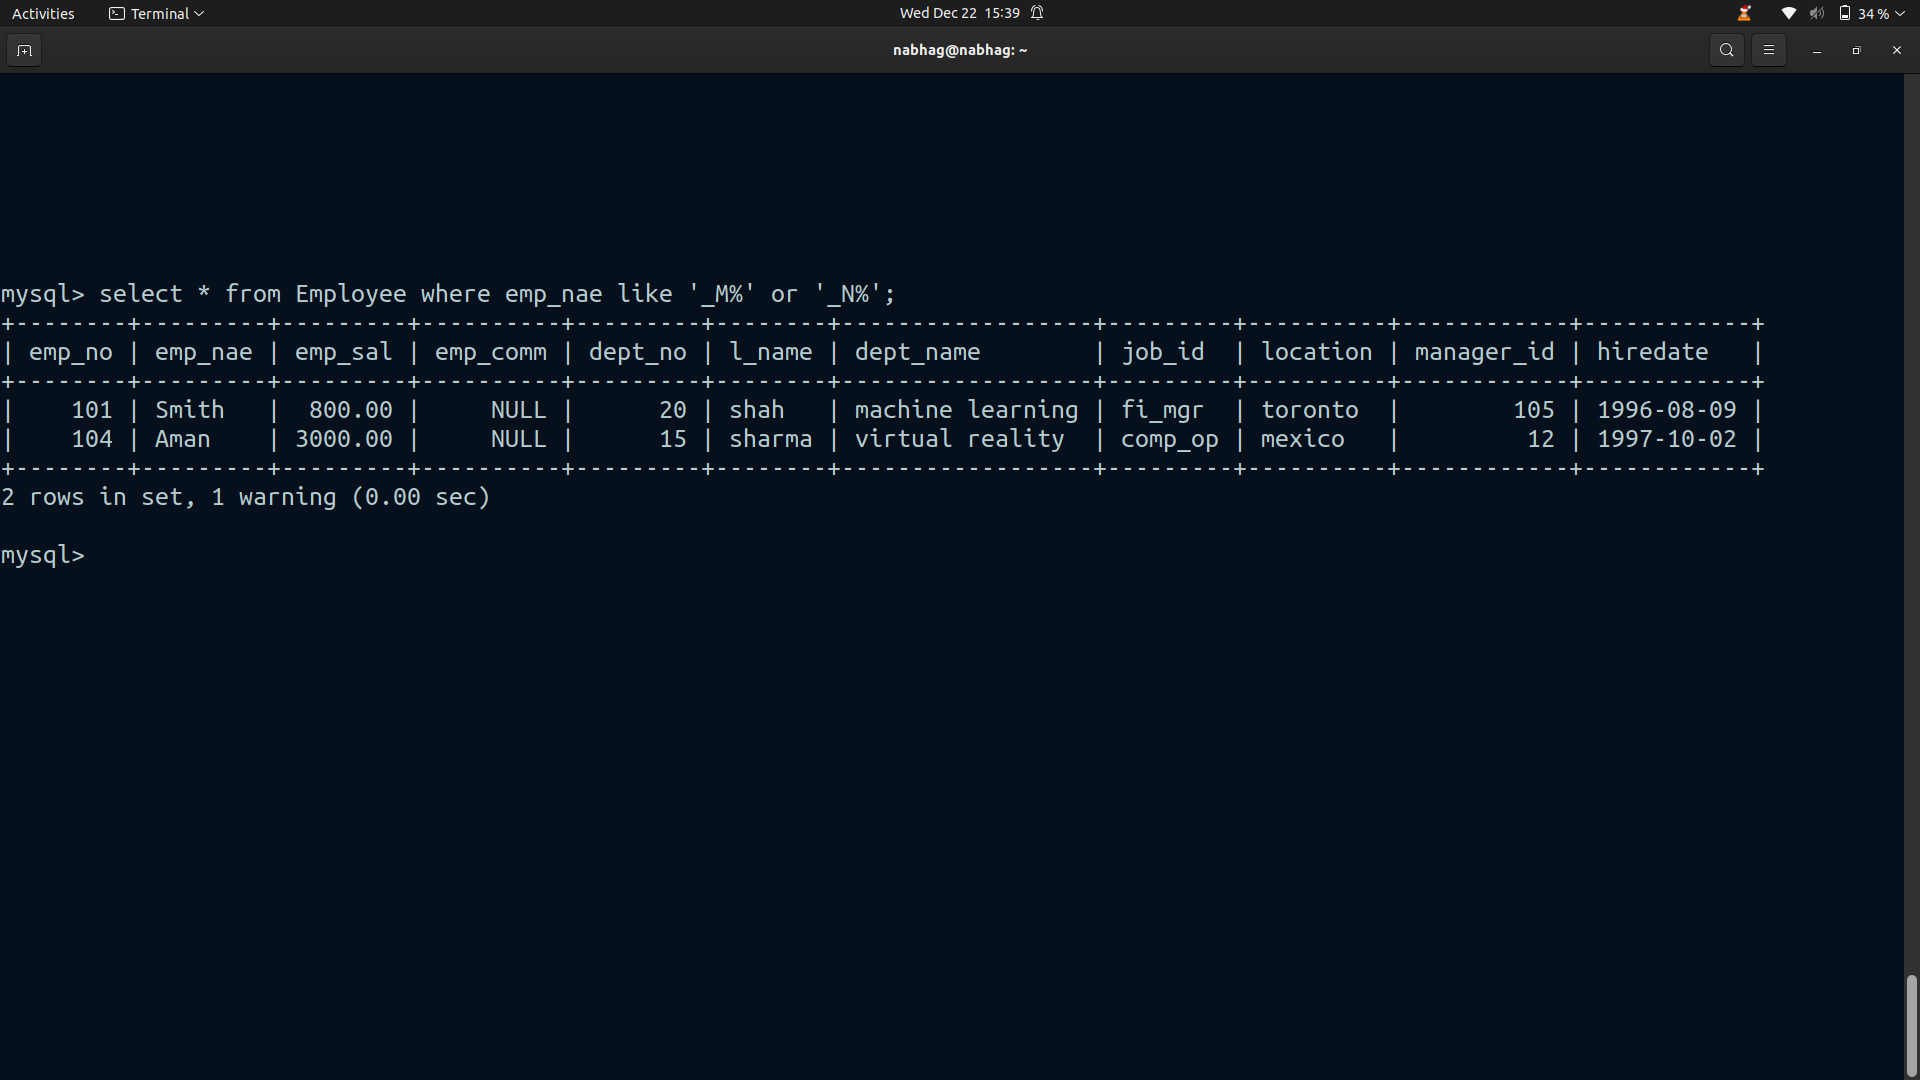 Activities Terminal Wed Dec 22 15:39 34 %
nabhag@nabhag: ~
mysql> select * from Employee where emp_nae like '_M%' or '_N%';
+--------+---------+---------+----------+---------+--------+------------------+---------+----------+------------+------------+
| emp_no | emp_nae | emp_sal | emp_comm | dept_no | l_name | dept_name        | job_id  | location | manager_id | hiredate   |
+--------+---------+---------+----------+---------+--------+------------------+---------+----------+------------+------------+
|    101 | Smith   |  800.00 |     NULL |      20 | shah   | machine learning | fi_mgr  | toronto  |        105 | 1996-08-09 |
|    104 | Aman    | 3000.00 |     NULL |      15 | sharma | virtual reality  | comp_op | mexico   |         12 | 1997-10-02 |
+--------+---------+---------+----------+---------+--------+------------------+---------+----------+------------+------------+
2 rows in set, 1 warning (0.00 sec)
mysql>